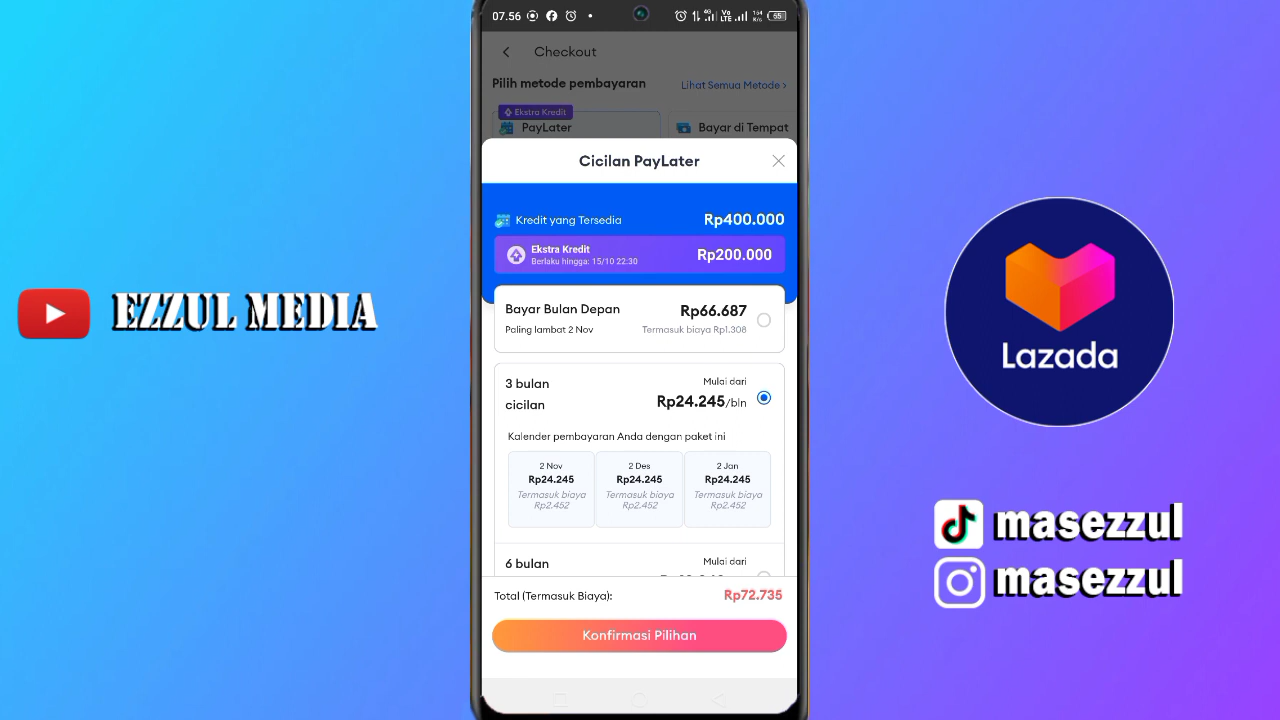 07.56
4G
Vo
LTE
154
K/s
55
Checkout
Pilih metode pembayaran
Lihat Semua Metode >
Ekstra Kredit
PayLater
Bayar di Tempat
Cicilan PayLater
Kredit yang Tersedia
Rp400.000
Ekstra Kredit
Berlaku hingga: 15/10 22:30
Rp200.000
Bayar Bulan Depan
Rp66.687
Paling lambat 2 Nov
Termasuk biaya Rp1.308
3 bulan
cicilan
Mulai dari
Rp24.245/bln
Kalender pembayaran Anda dengan paket ini
2 Nov
Rp24.245
Termasuk biaya
Rp2.452
2 Des
Rp24.245
Termasuk biaya
Rp2.452
2 Jan
Rp24.245
Termasuk biaya
Rp2.452
6 bulan
Mulai dari
Total (Termasuk Biaya):
Rp72.735
Konfirmasi Pilihan
EZZUL MEDIA
Lazada
masezzul
masezzul